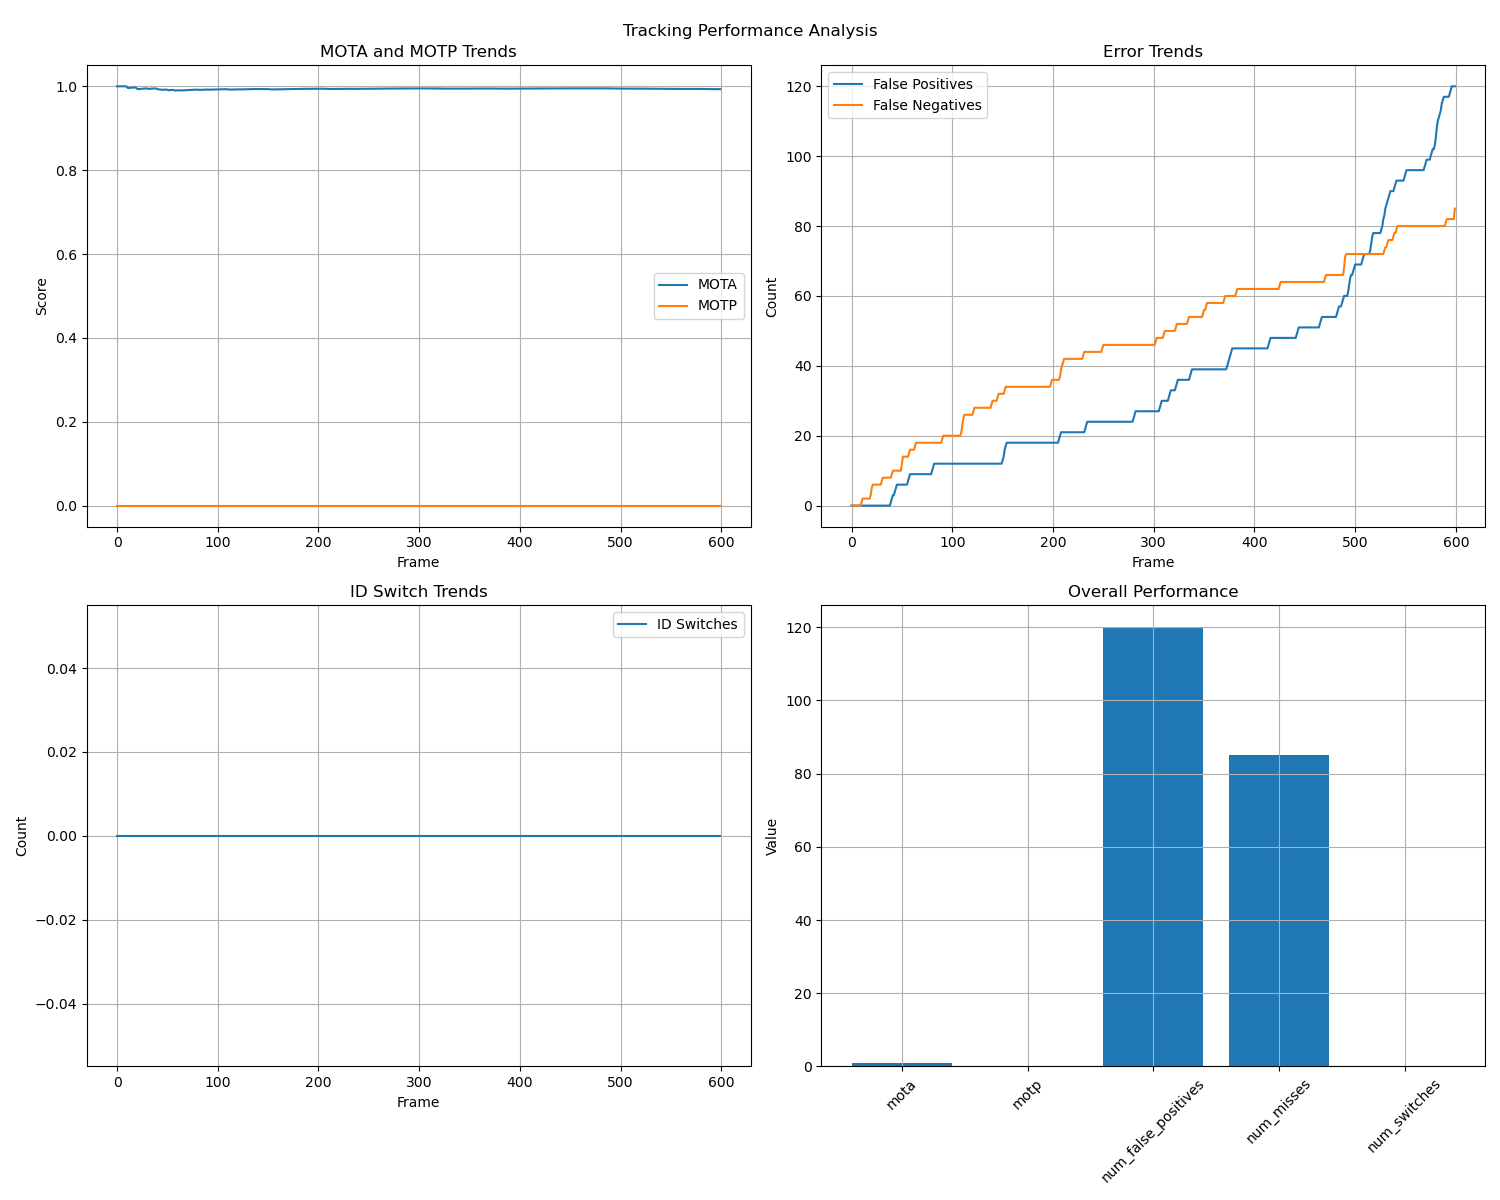 Tracking Performance Analysis
MOTA and MOTP Trends
1.0
0.8
0.6
0.4
0.2
0.0
Score
MOTA
MOTP
0 100 200 300 400 500 600
Frame
Error Trends
False Positives
False Negatives
120
100
80
60
40
20
0
Count
0 100 200 300 400 500 600
Frame
ID Switch Trends
ID Switches
0.04
0.02
0.00
−0.02
−0.04
Count
0 100 200 300 400 500 600
Frame
Overall Performance
120
100
80
60
40
20
0
Value
mota
motp
num_false_positives
num_misses
num_switches